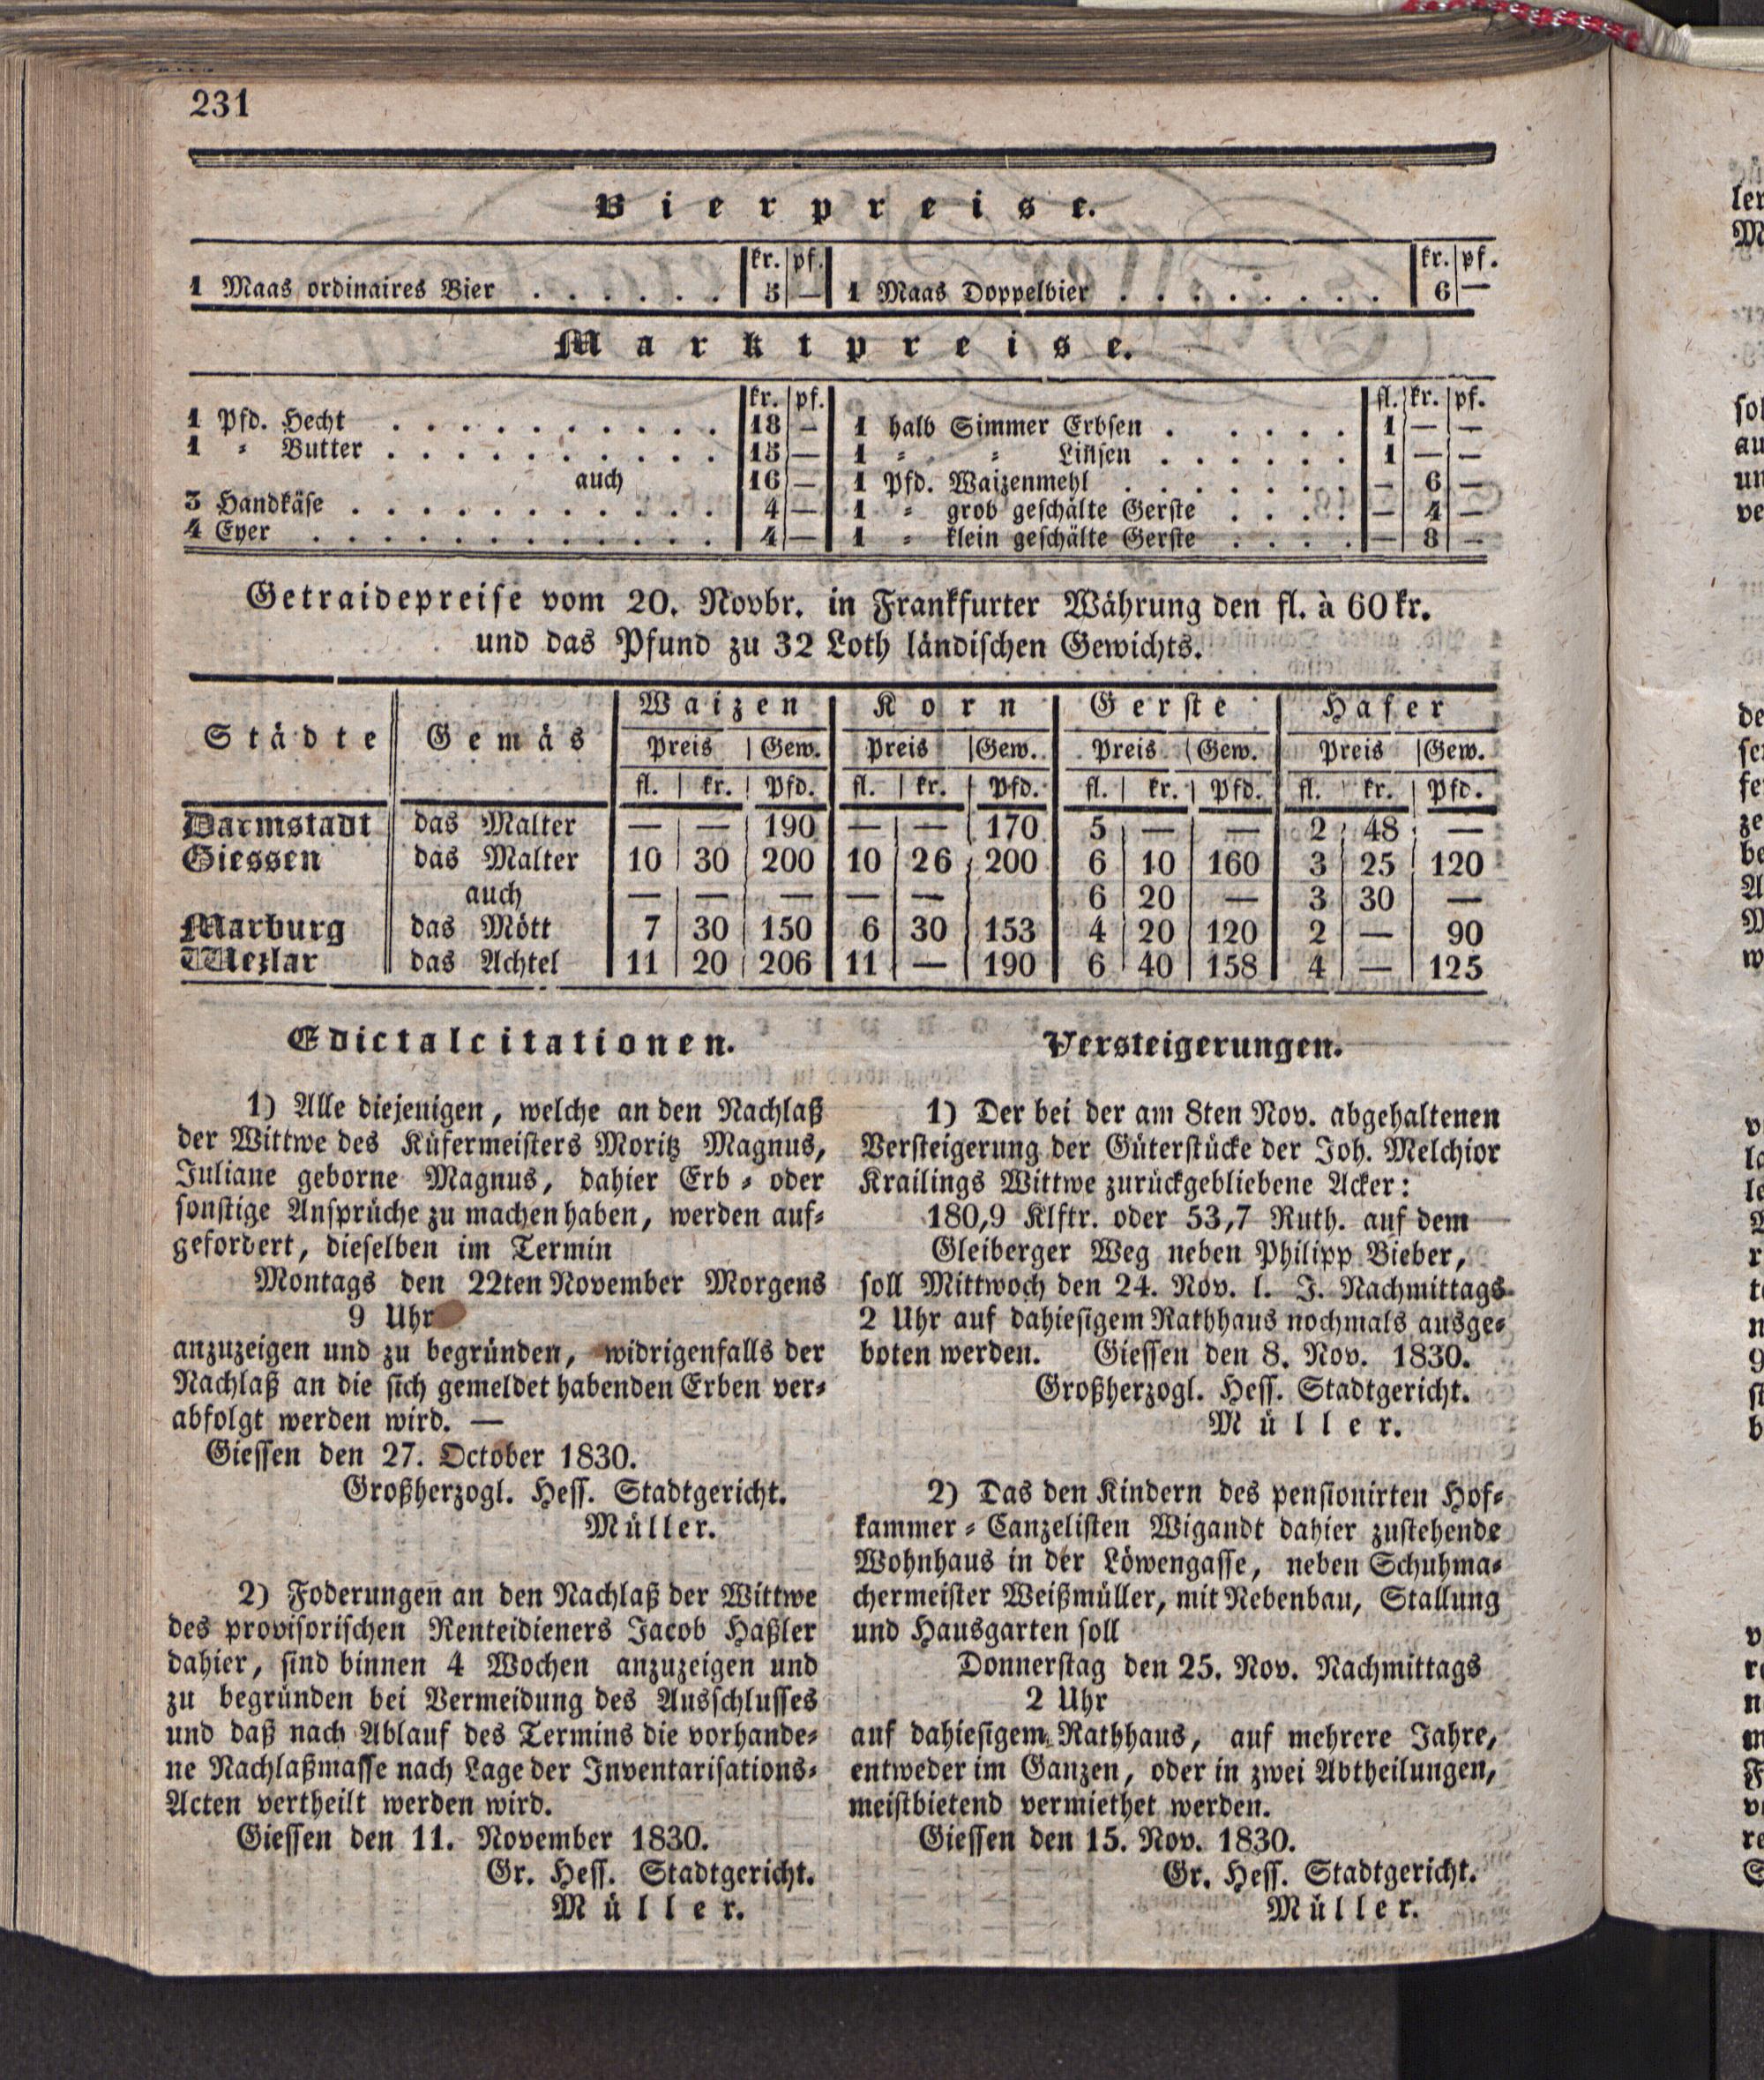 231
Bierpreise.
kr. pf. kr. pf.
1 Maas ordinaires Bier . . . . . . 5 — 1 Maas Doppelbier . . . . . . . . 6 —
Marktpreise.
kr. pf. fl. kr. pf.
1 Pfd. Hecht . . . . . . . . . . 18 — 1 halb Simmer Erbsen . . . . . 1 — —
1 = Butter . . . . . . . . . . 15 — 1 = = Linsen . . . . . . 1 — —
auch 16 — 1 Pfd. Waizenmehl . . . . . . . — 6 —
3 Handkäse . . . . . . . . . . . 4 — 1 = grob geschälte Gerste . . . . — 4 —
4 Eyer . . . . . . . . . . . . 4 — 1 = klein geschälte Gerste . . . . — 8 —
Getraidepreise vom 20. Novbr. in Frankfurter Währung den fl. à 60 kr.
und das Pfund zu 32 Loth ländischen Gewichts.
Städte Gemäs Waizen Korn Gerste Hafer
Preis Gew. Preis Gew. Preis Gew. Preis Gew.
fl. kr. Pfd. fl. kr. Pfd. fl. kr. Pfd. fl. kr. Pfd.
Darmstadt das Malter — — 190 — — 170 5 — — 2 48 —
Giessen das Malter 10 30 200 10 26 200 6 10 160 3 25 120
auch — — — — — 6 20 — 3 30 —
Marburg das Mött 7 30 150 6 30 153 4 20 120 2 — 90
Wezlar das Achtel 11 20 206 11 — 190 6 40 158 4 — 125
Edictalcitationen.
1) Alle diejenigen, welche an den Nachlaß
der Wittwe des Küfermeisters Moritz Magnus,
Juliane geborne Magnus, dahier Erb= oder
sonstige Ansprüche zu machen haben, werden auf=
gefordert, dieselben im Termin
Montags den 22ten November Morgens
9 Uhr
anzuzeigen und zu begründen, widrigenfalls der
Nachlaß an die sich gemeldet habenden Erben ver=
abfolgt werden wird. —
Giessen den 27. October 1830.
Großherzogl. Hess. Stadtgericht.
Müller.
2) Foderungen an den Nachlaß der Wittwe
des provisorischen Renteidieners Jacob Haßler
dahier, sind binnen 4 Wochen anzuzeigen und
zu begründen bei Vermeidung des Ausschlusses
und daß nach Ablauf des Termins die vorhande=
ne Nachlaßmasse nach Lage der Inventarisations=
Acten vertheilt werden wird.
Giessen den 11. November 1830.
Gr. Hess. Stadtgericht.
Müller.
Versteigerungen.
1) Der bei der am 8ten Nov. abgehaltenen
Versteigerung der Güterstücke der Joh. Melchior
Krailings Wittwe zurückgebliebene Acker:
180,9 Klftr. oder 53,7 Ruth. auf dem
Gleiberger Weg neben Philipp Bieber,
soll Mittwoch den 24. Nov. l. J. Nachmittags
2 Uhr auf dahiesigem Rathhaus nochmals ausge=
boten werden. Giessen den 8. Nov. 1830.
Großherzogl. Hess. Stadtgericht.
Müller.
2) Das den Kindern des pensionirten Hof=
kammer=Canzelisten Wigandt dahier zustehende
Wohnhaus in der Löwengasse, neben Schuhma=
chermeister Weißmüller, mit Nebenbau, Stallung
und Hausgarten soll
Donnerstag den 25. Nov. Nachmittags
2 Uhr
auf dahiesigem Rathhaus, auf mehrere Jahre,
entweder im Ganzen, oder in zwei Abtheilungen,
meistbietend vermiethet werden.
Giessen den 15. Nov. 1830.
Gr. Hess. Stadtgericht.
Müller.